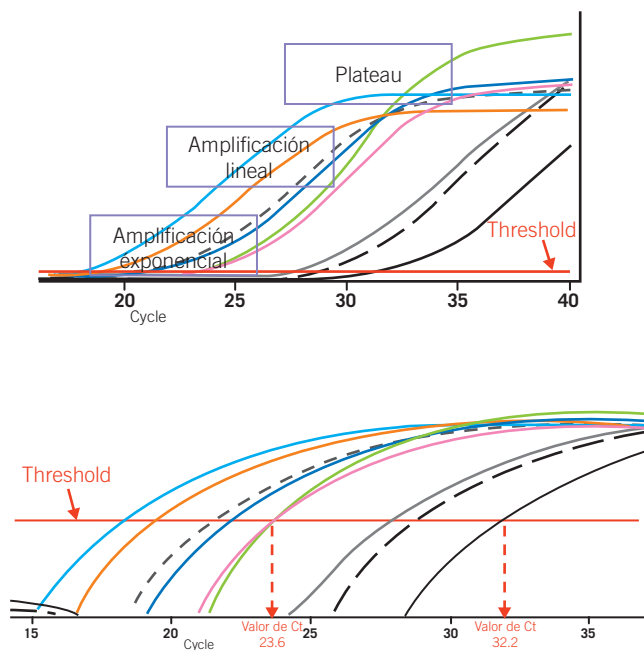 Plateau
Amplificación
lineal
Amplificación
exponencial
Threshold
20 25 30 35 40
Cycle
Threshold
15 20 25 30 35
Cycle
Valor de Ct
23.6
Valor de Ct
32.2